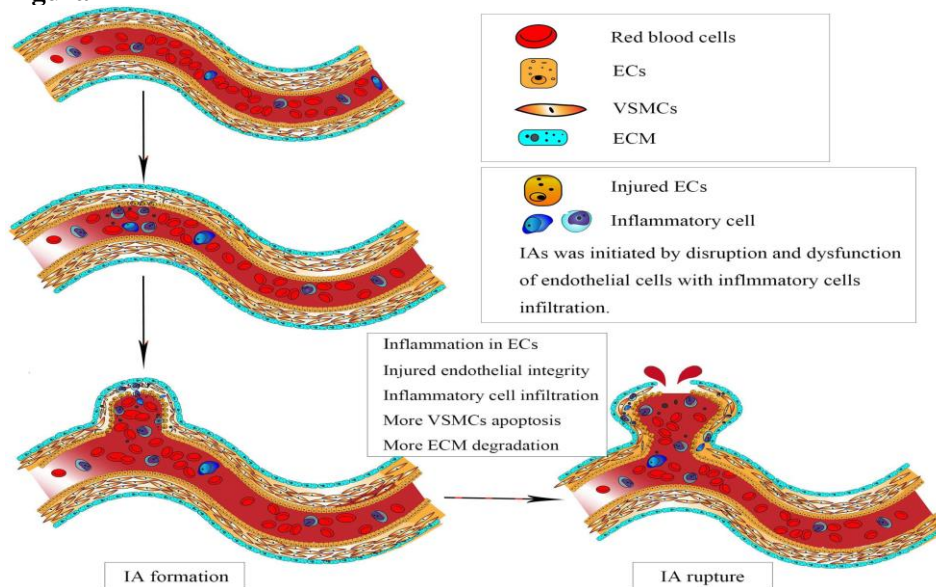 Red blood cells
ECs
VSMCs
ECM
Injured ECs
Inflammatory cell
IAs was initiated by disruption and dysfunction
of endothelial cells with inflmmatory cells
infiltration.
Inflammation in ECs
Injured endothelial integrity
Inflammatory cell infiltration
More VSMCs apoptosis
More ECM degradation
IA formation
IA rupture